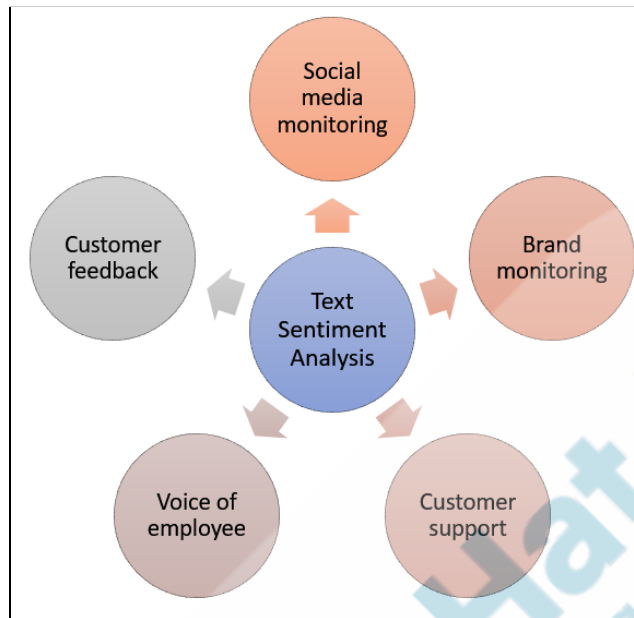 Social
media
monitoring
Brand
monitoring
Customer
support
Voice of
employee
Customer
feedback
Text
Sentiment
Analysis